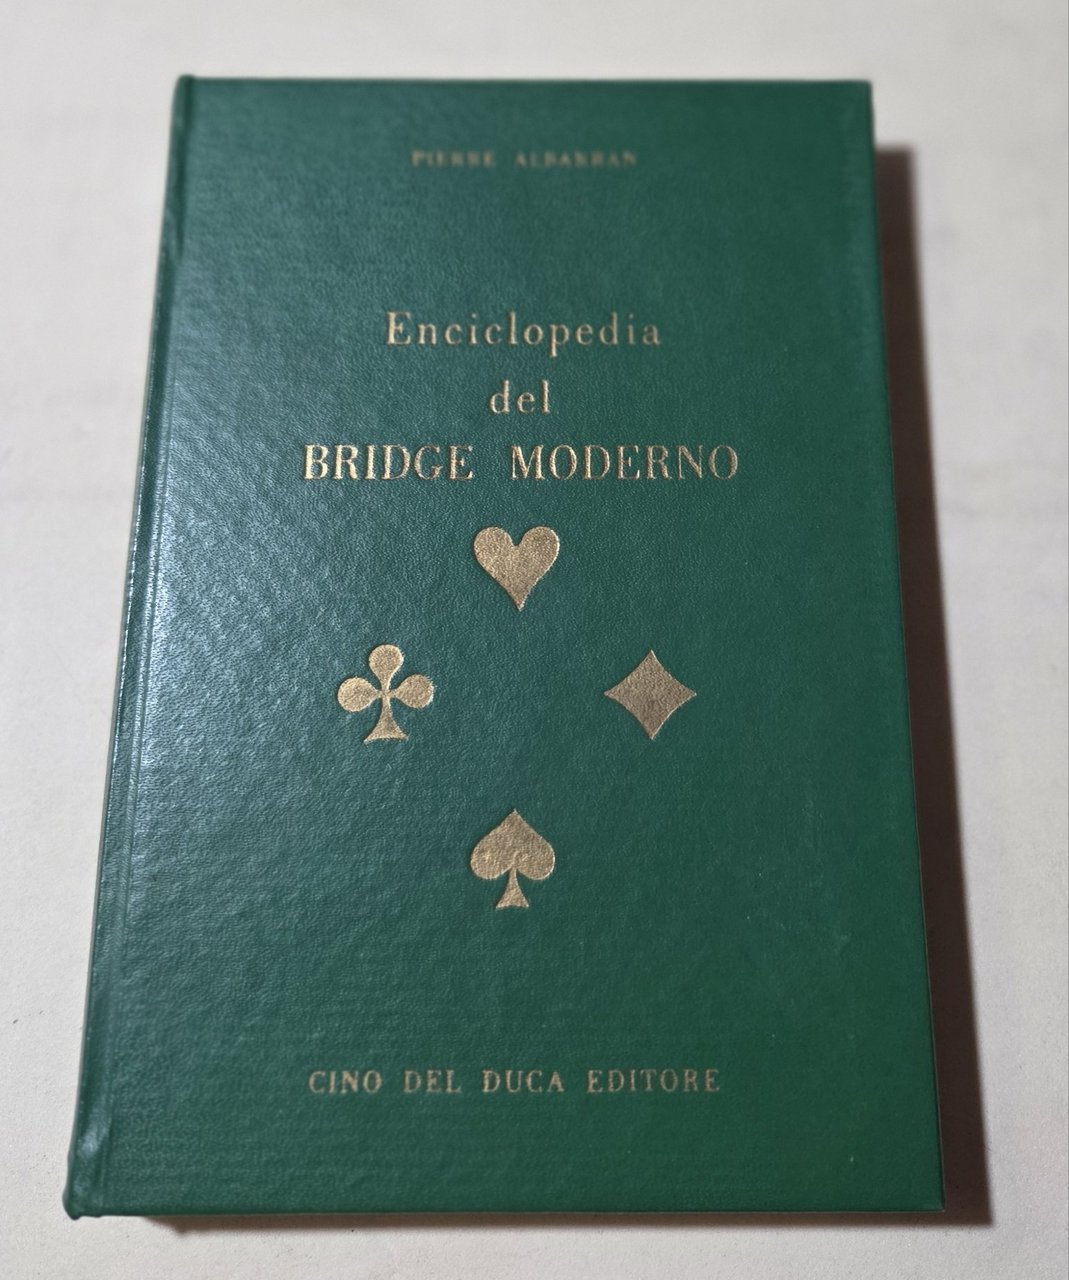 PIERRE ALBARRAN
Enciclopedia
del
BRIDGE MODERNO
CINO DEL DUCA EDITORE